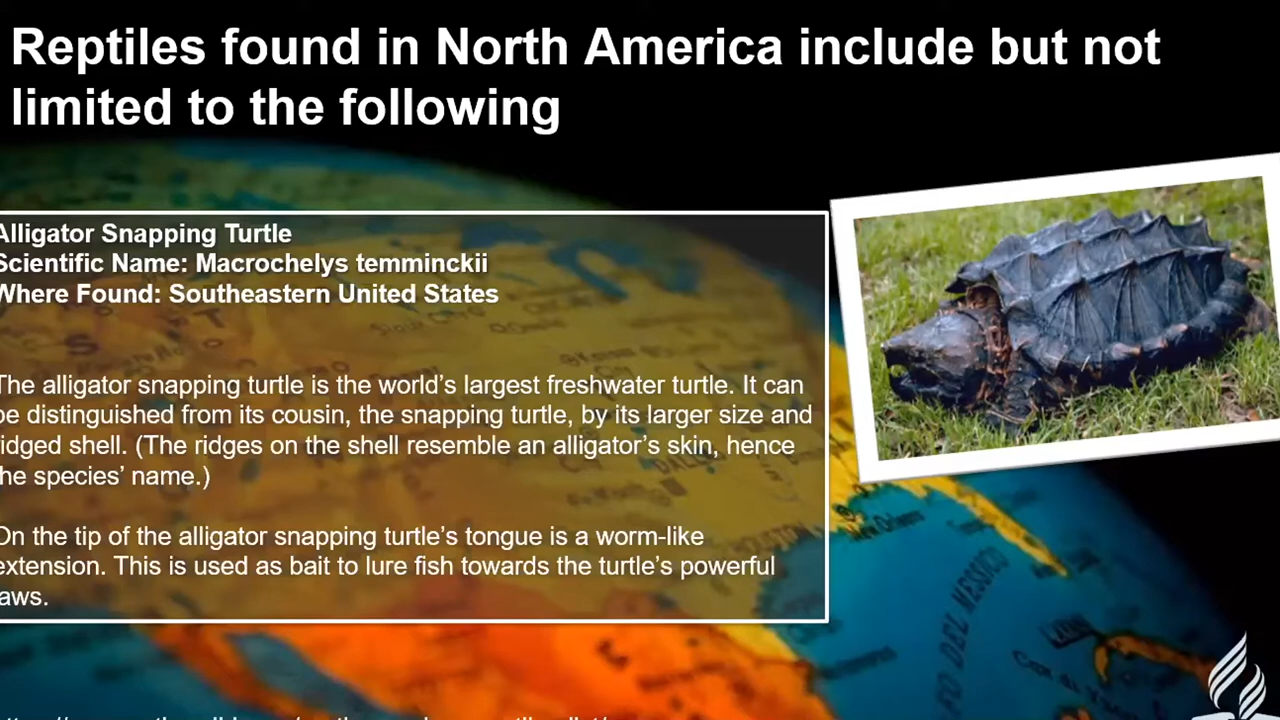 Reptiles found in North America include but not
limited to the following
Alligator Snapping Turtle
Scientific Name: Macrochelys temminckii
Where Found: Southeastern United States
The alligator snapping turtle is the world's largest freshwater turtle. It can
be distinguished from its cousin, the snapping turtle, by its larger size and
ridged shell. (The ridges on the shell resemble an alligator's skin, hence
the species' name.)
On the tip of the alligator snapping turtle's tongue is a worm-like
extension. This is used as bait to lure fish towards the turtle's powerful
jaws.
DEL MESSICO